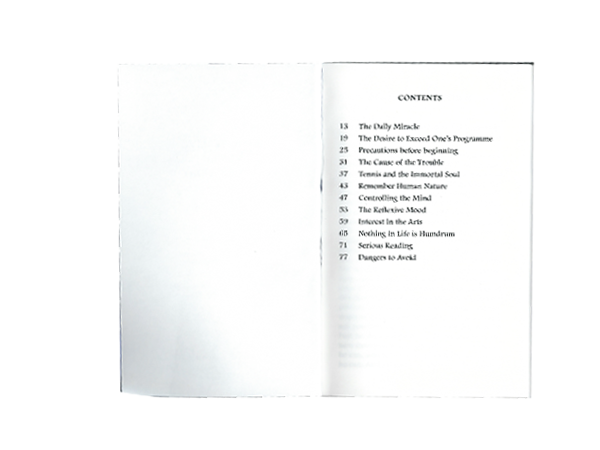 CONTENTS
13 The Daily Miracle
19 The Desire to Exceed One's Programme
25 Precautions before beginning
31 The Cause of the Trouble
37 Tennis and the Immortal Soul
43 Remember Human Nature
47 Controlling the Mind
53 The Reflexive Mood
59 Interest in the Arts
65 Nothing in Life is Humdrum
71 Serious Reading
77 Dangers to Avoid